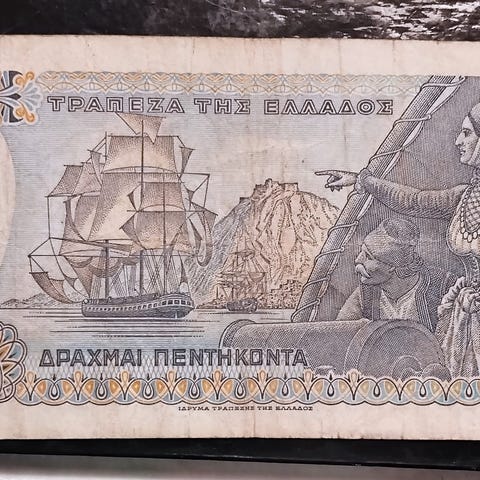 ΤΡΑΠΕΖΑ ΤΗΣ ΕΛΛΑΔΟΣ
ΔΡΑΧΜΑΙ ΠΕΝΤΗΚΟΝΤΑ
ΙΔΡΥΜΑ ΤΡΑΠΕΖΗΣ ΤΗΣ ΕΛΛΑΔΟΣ